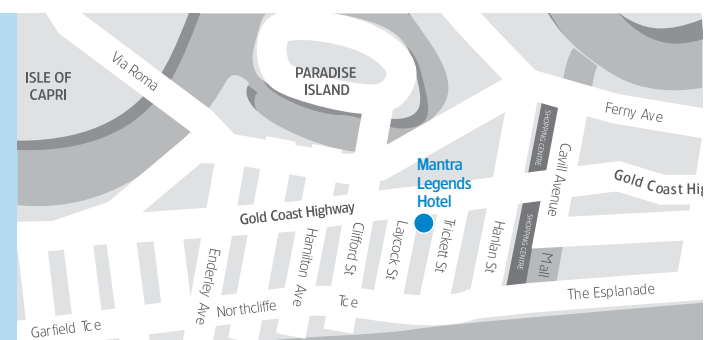 ISLE OF
CAPRI
Via Roma
PARADISE
ISLAND
Ferny Ave
SHOPPING CENTRE
Cavill Avenue
Mantra
Legends
Hotel
Gold Coast Hig
Gold Coast Highway
Enderley Ave
Hamilton Ave
Clifford St
Laycock St
Trickett St
Hanlan St
SHOPPING CENTRE
Mall
Northcliffe Tce
The Esplanade
Garfield Tce